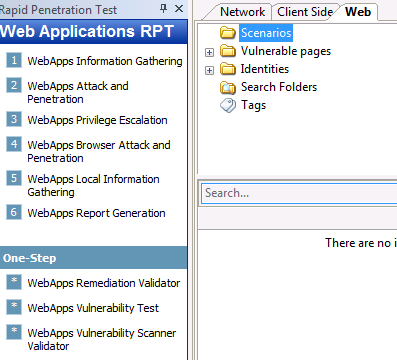 Rapid Penetration Test
Web Applications RPT
1 WebApps Information Gathering
2 WebApps Attack and
Penetration
3 WebApps Privilege Escalation
4 WebApps Browser Attack and
Penetration
5 WebApps Local Information
Gathering
6 WebApps Report Generation
One-Step
* WebApps Remediation Validator
* WebApps Vulnerability Test
* WebApps Vulnerability Scanner
Validator
Network Client Side Web
Scenarios
Vulnerable pages
Identities
Search Folders
Tags
Search...
There are no i